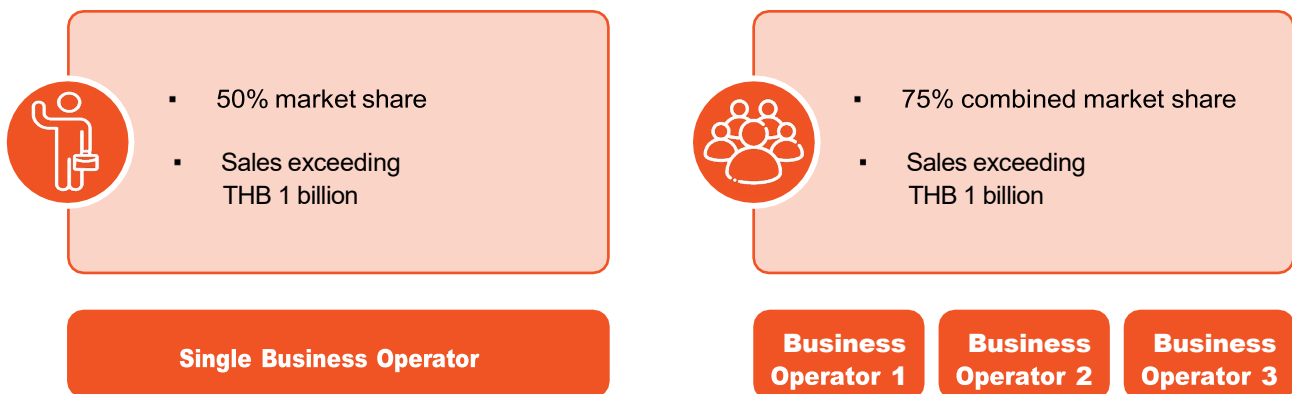 ▪ 50% market share
▪ Sales exceeding
THB 1 billion
Single Business Operator
▪ 75% combined market share
▪ Sales exceeding
THB 1 billion
Business
Operator 1
Business
Operator 2
Business
Operator 3